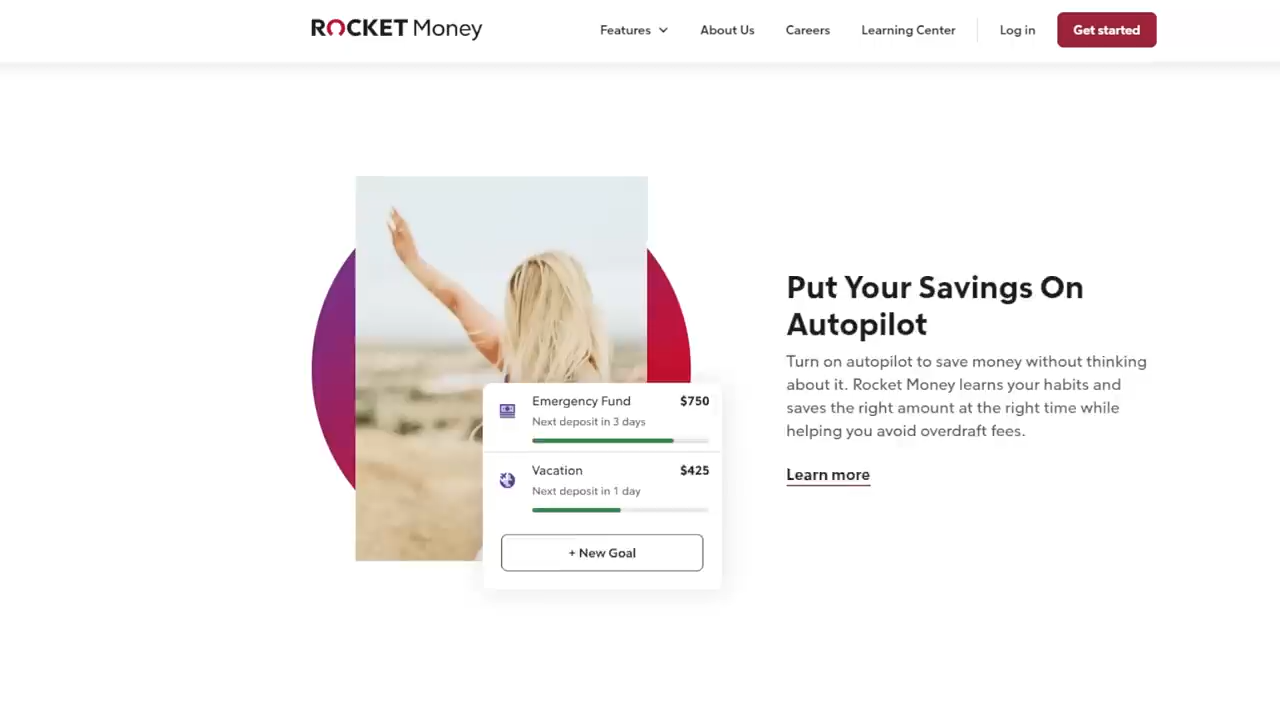 ROCKET Money
Features
About Us
Careers
Learning Center
Log in
Get started
Emergency Fund
$750
Next deposit in 3 days
Vacation
$425
Next deposit in 1 day
+ New Goal
Put Your Savings On
Autopilot
Turn on autopilot to save money without thinking
about it. Rocket Money learns your habits and
saves the right amount at the right time while
helping you avoid overdraft fees.
Learn more